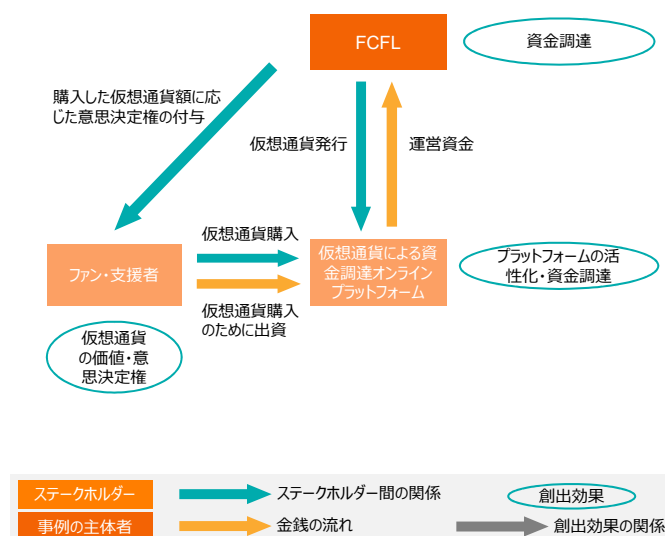 FCFL
資金調達
購入した仮想通貨額に応
じた意思決定権の付与
仮想通貨発行
運営資金
仮想通貨購入
ファン・支援者
仮想通貨による資
金調達オンライン
プラットフォーム
プラットフォームの活
性化・資金調達
仮想通貨購入
のために出資
仮想通貨
の価値・意
思決定権
ステークホルダー
ステークホルダー間の関係
創出効果
事例の主体者
金銭の流れ
創出効果の関係